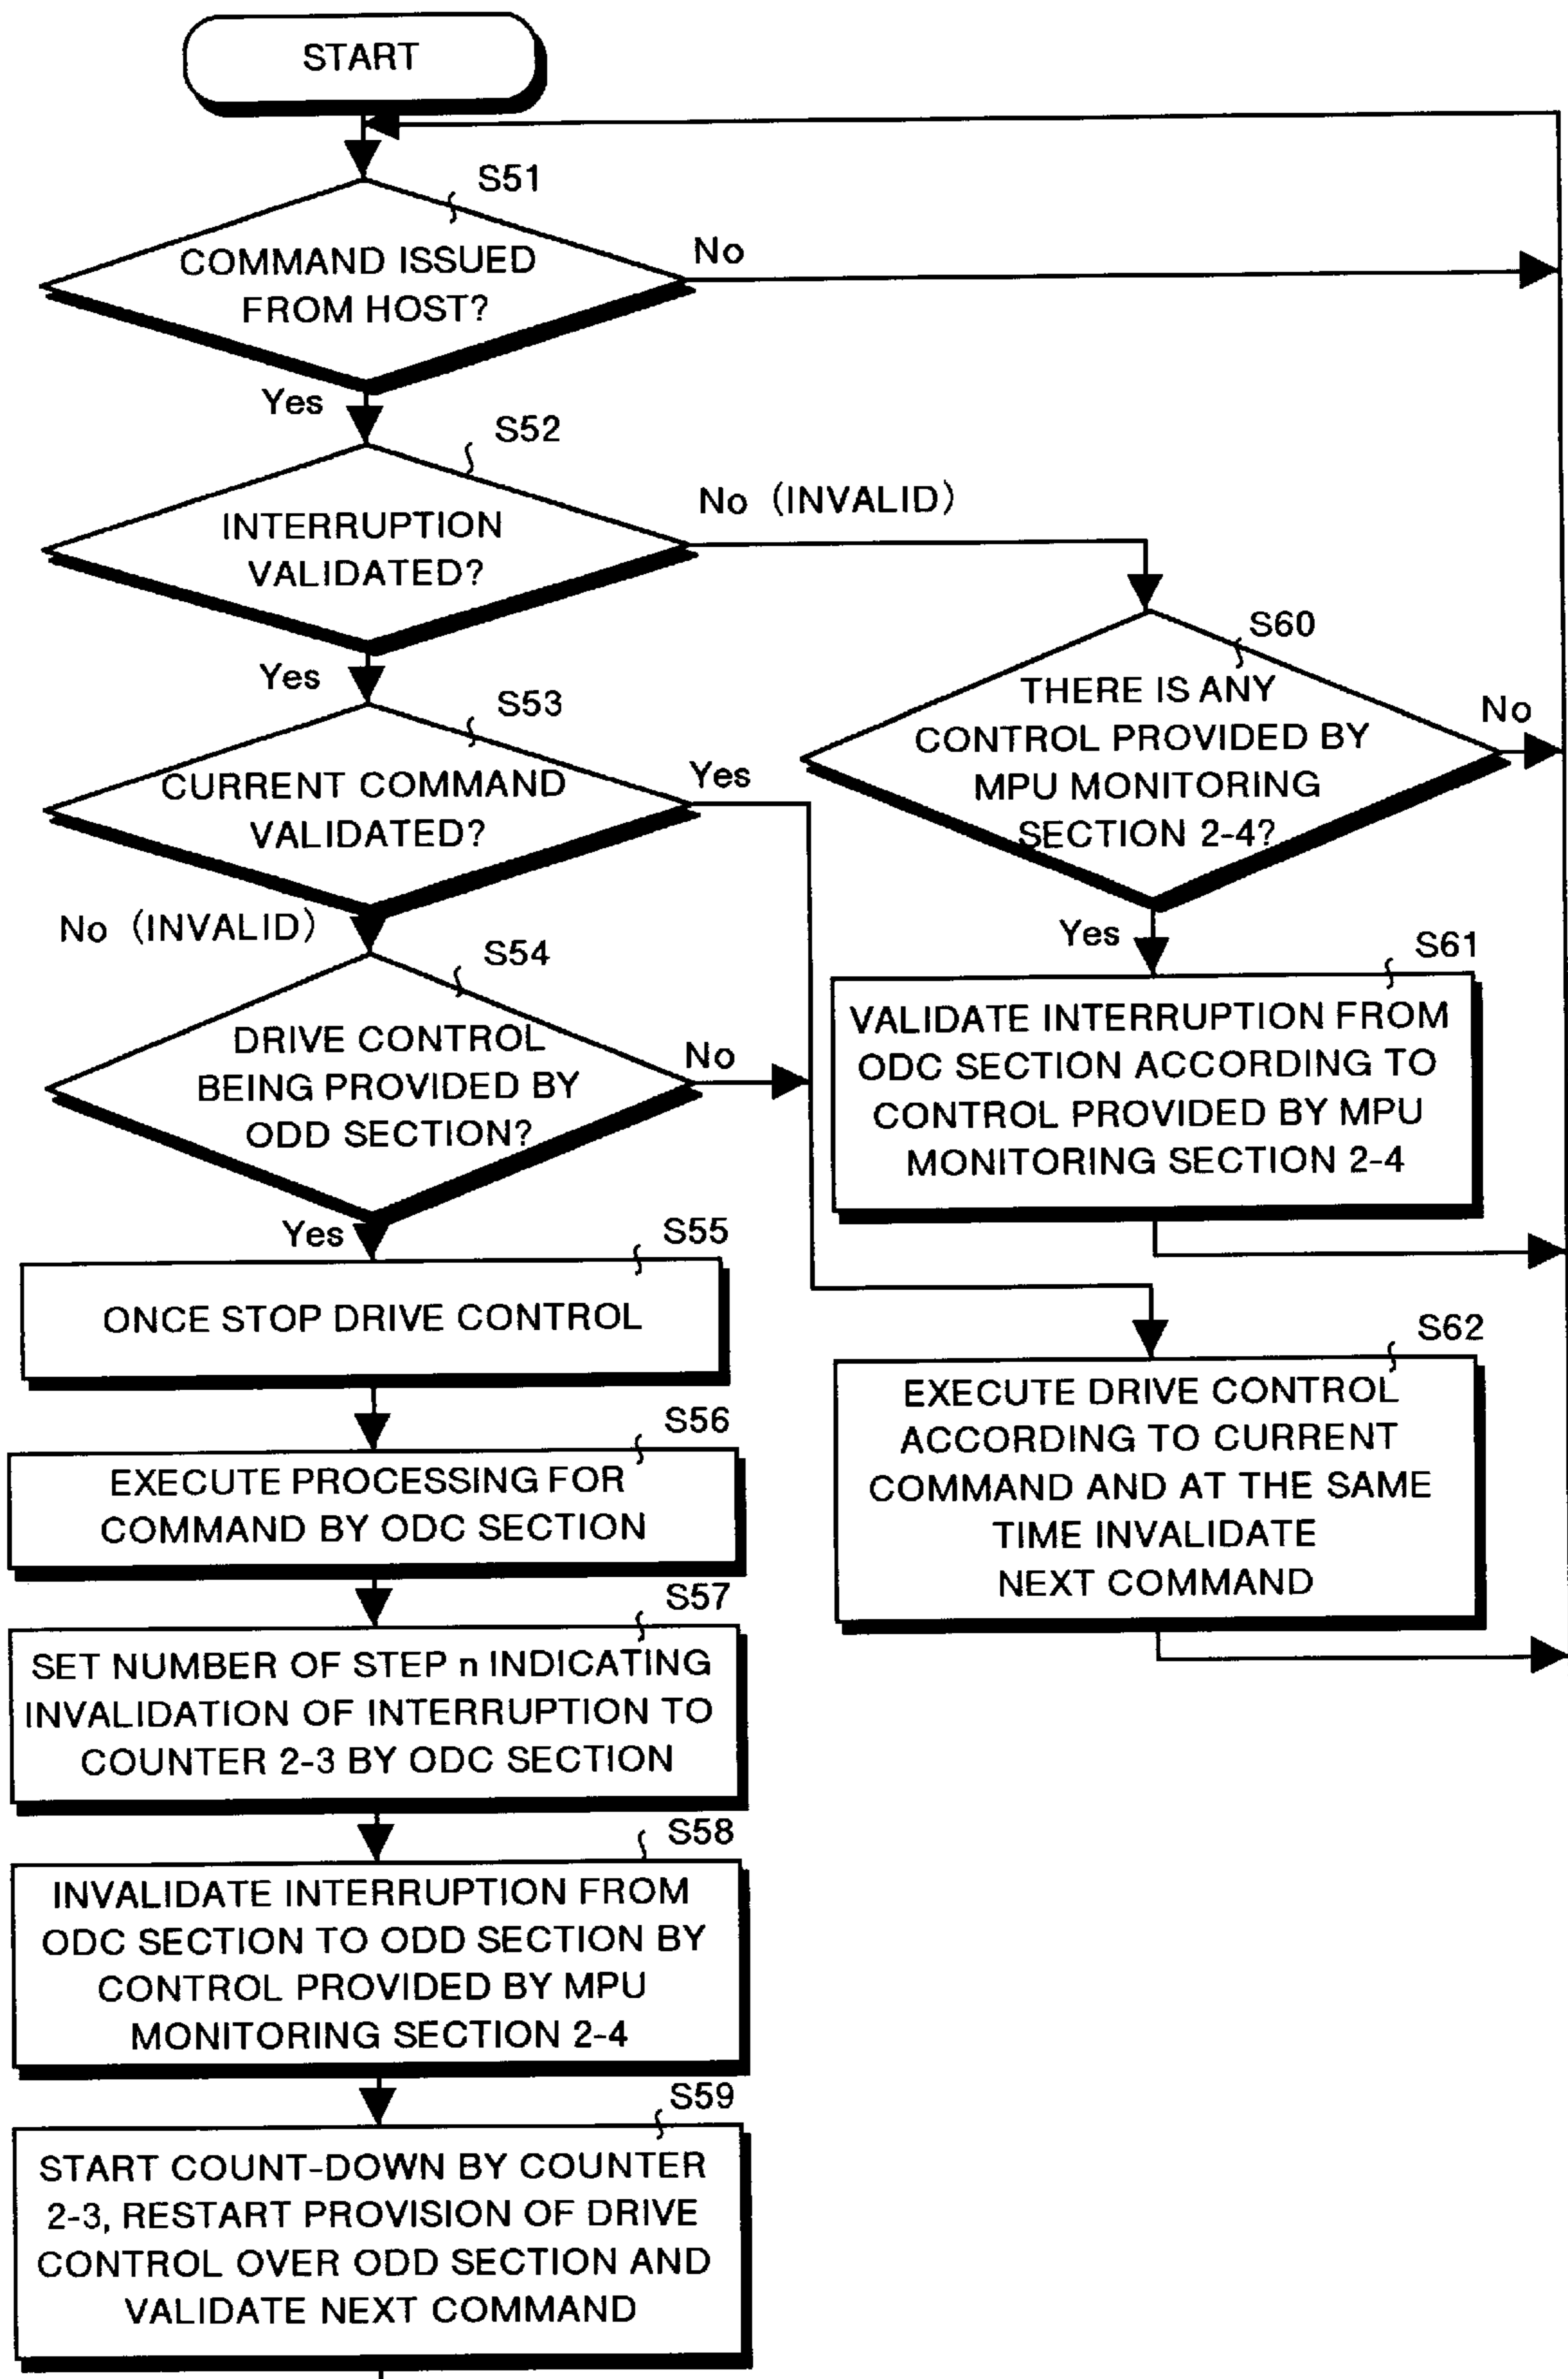 START
S51
COMMAND ISSUED
FROM HOST?
No
Yes
S52
INTERRUPTION
VALIDATED?
No (INVALID)
Yes
S60
THERE IS ANY
CONTROL PROVIDED BY
MPU MONITORING
SECTION 2-4?
No
Yes
S53
CURRENT COMMAND
VALIDATED?
Yes
No (INVALID)
S54
DRIVE CONTROL
BEING PROVIDED BY
ODD SECTION?
No
Yes
S61
VALIDATE INTERRUPTION FROM
ODC SECTION ACCORDING TO
CONTROL PROVIDED BY MPU
MONITORING SECTION 2-4
S55
ONCE STOP DRIVE CONTROL
S62
EXECUTE DRIVE CONTROL
ACCORDING TO CURRENT
COMMAND AND AT THE SAME
TIME INVALIDATE
NEXT COMMAND
S56
EXECUTE PROCESSING FOR
COMMAND BY ODC SECTION
S57
SET NUMBER OF STEP n INDICATING
INVALIDATION OF INTERRUPTION TO
COUNTER 2-3 BY ODC SECTION
S58
INVALIDATE INTERRUPTION FROM
ODC SECTION TO ODD SECTION BY
CONTROL PROVIDED BY MPU
MONITORING SECTION 2-4
S59
START COUNT-DOWN BY COUNTER
2-3, RESTART PROVISION OF DRIVE
CONTROL OVER ODD SECTION AND
VALIDATE NEXT COMMAND